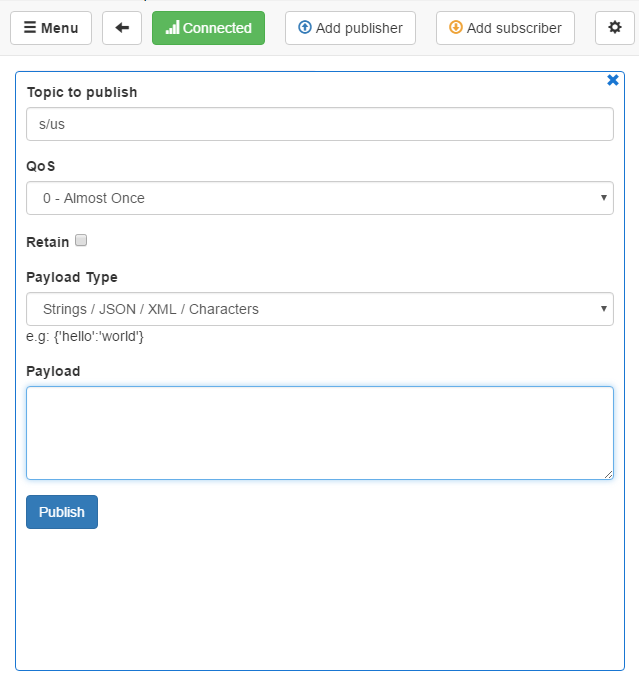 Menu
Connected
Add publisher
Add subscriber
Topic to publish
s/us
QoS
0 - Almost Once
Retain
Payload Type
Strings / JSON / XML / Characters
e.g: {'hello':'world'}
Payload
Publish